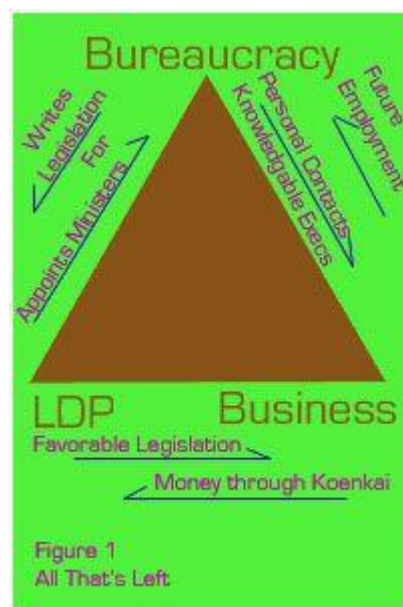 Bureaucracy
Writes
Legislation
For
Appoints Ministers
Personal Contacts
Knowledgable Execs
Future
Employment
LDP
Business
Favorable Legislation
Money through Koenkai
Figure 1
All That's Left